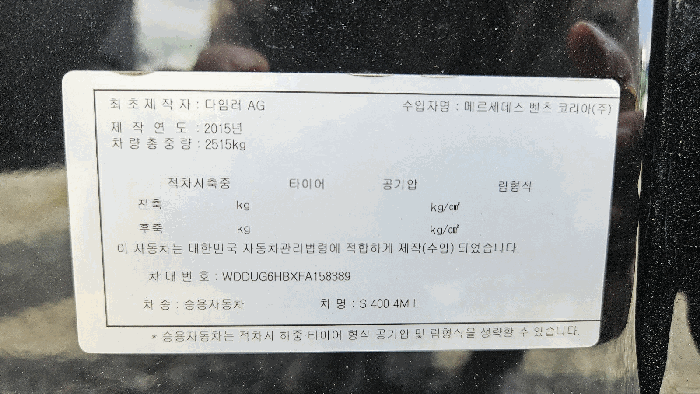 최 초 제 작 자 : 다임러 AG 수입자명 : 메르세데스 벤츠 코리아(주)
제 작 연 도 : 2015년
차 량 총 중 량 : 2515kg
적차시축중 타이어 공기압 림형식
전축 kg kg/㎠
후축 kg kg/㎠
이 자동차는 대한민국 자동차관리법령에 적합하게 제작(수입) 되었습니다
차 대 번 호 :
차 종 : 승용자동차 차 명 : S 400 4M L
* 승용자동차는 적차시 하중 타이어 형식 공기압 및 림형식을 생략할 수 있습니다.